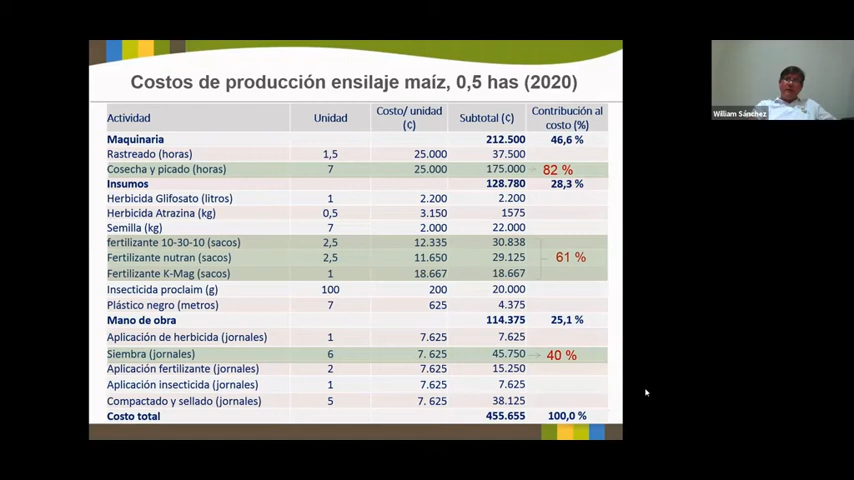 Costos de producción ensilaje maíz, 0,5 has (2020)
Actividad Unidad Costo/ unidad (¢) Subtotal (¢) Contribución al costo (%)
Maquinaria 212.500 46,6 %
Rastreado (horas) 1,5 25.000 37.500
Cosecha y picado (horas) 7 25.000 175.000 82 %
Insumos 128.780 28,3 %
Herbicida Glifosato (litros) 1 2.200 2.200
Herbicida Atrazina (kg) 0,5 3.150 1575
Semilla (kg) 7 2.000 22.000
fertilizante 10-30-10 (sacos) 2,5 12.335 30.838
Fertilizante nutran (sacos) 2,5 11.650 29.125 61 %
Fertilizante K-Mag (sacos) 1 18.667 18.667
Insecticida proclaim (g) 100 200 20.000
Plástico negro (metros) 7 625 4.375
Mano de obra 114.375 25,1 %
Aplicación de herbicida (jornales) 1 7.625 7.625
Siembra (jornales) 6 7. 625 45.750 40 %
Aplicación fertilizante (jornales) 2 7.625 15.250
Aplicación insecticida (jornales) 1 7.625 7.625
Compactado y sellado (jornales) 5 7. 625 38.125
Costo total 455.655 100,0 %
William Sánchez